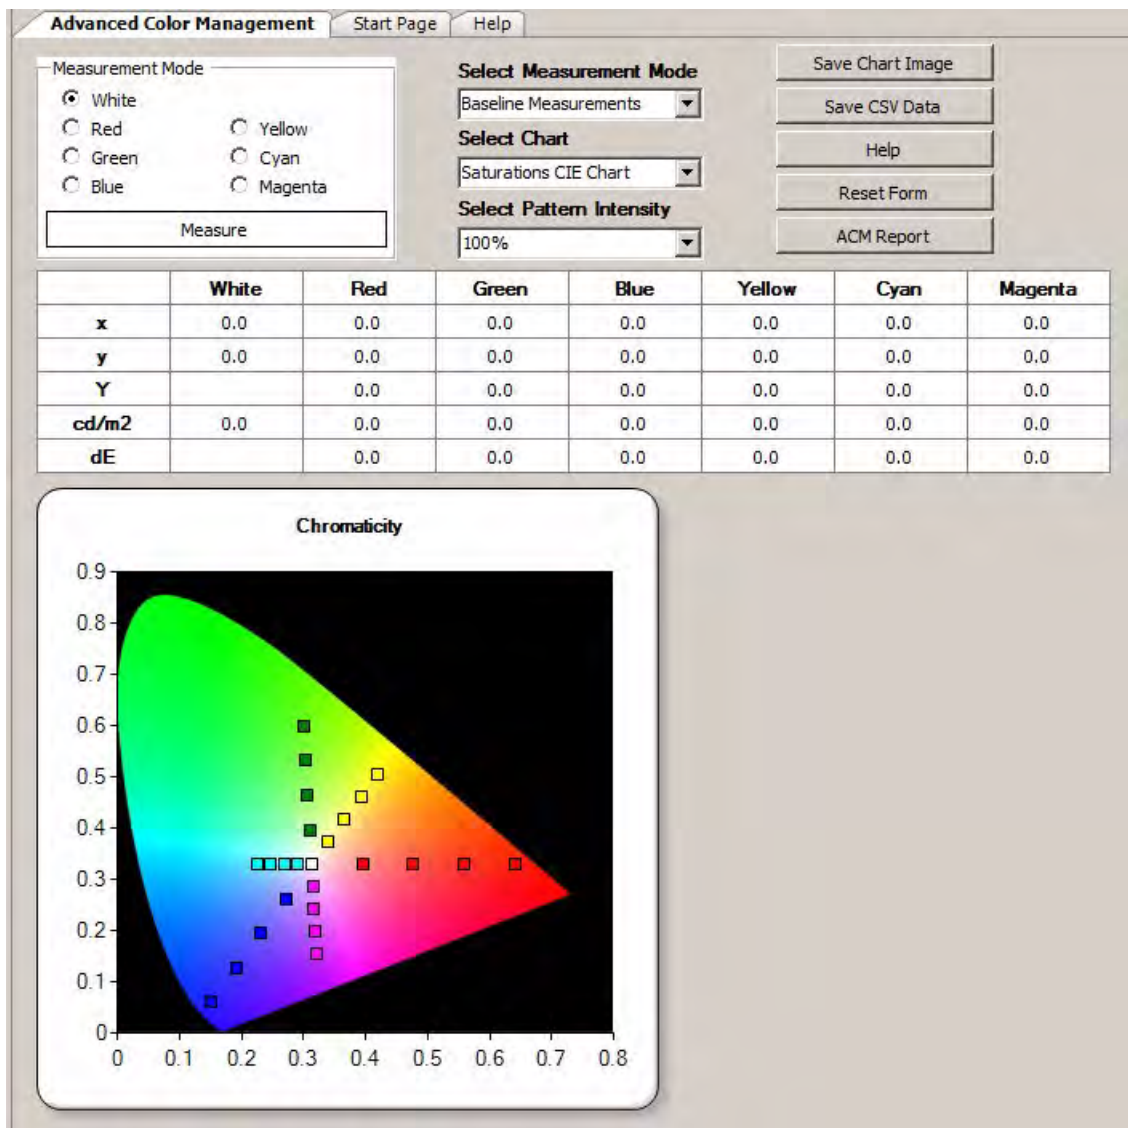 Advanced Color Management Start Page Help
Measurement Mode
White
Red Yellow
Green Cyan
Blue Magenta
Measure
Select Measurement Mode
Baseline Measurements
Select Chart
Saturations CIE Chart
Select Pattern Intensity
100%
Save Chart Image
Save CSV Data
Help
Reset Form
ACM Report
White Red Green Blue Yellow Cyan Magenta
x 0.0 0.0 0.0 0.0 0.0 0.0 0.0
y 0.0 0.0 0.0 0.0 0.0 0.0 0.0
Y 0.0 0.0 0.0 0.0 0.0 0.0
cd/m2 0.0 0.0 0.0 0.0 0.0 0.0 0.0
dE 0.0 0.0 0.0 0.0 0.0 0.0
Chromaticity
0.9
0.8
0.7
0.6
0.5
0.4
0.3
0.2
0.1
0
0 0.1 0.2 0.3 0.4 0.5 0.6 0.7 0.8